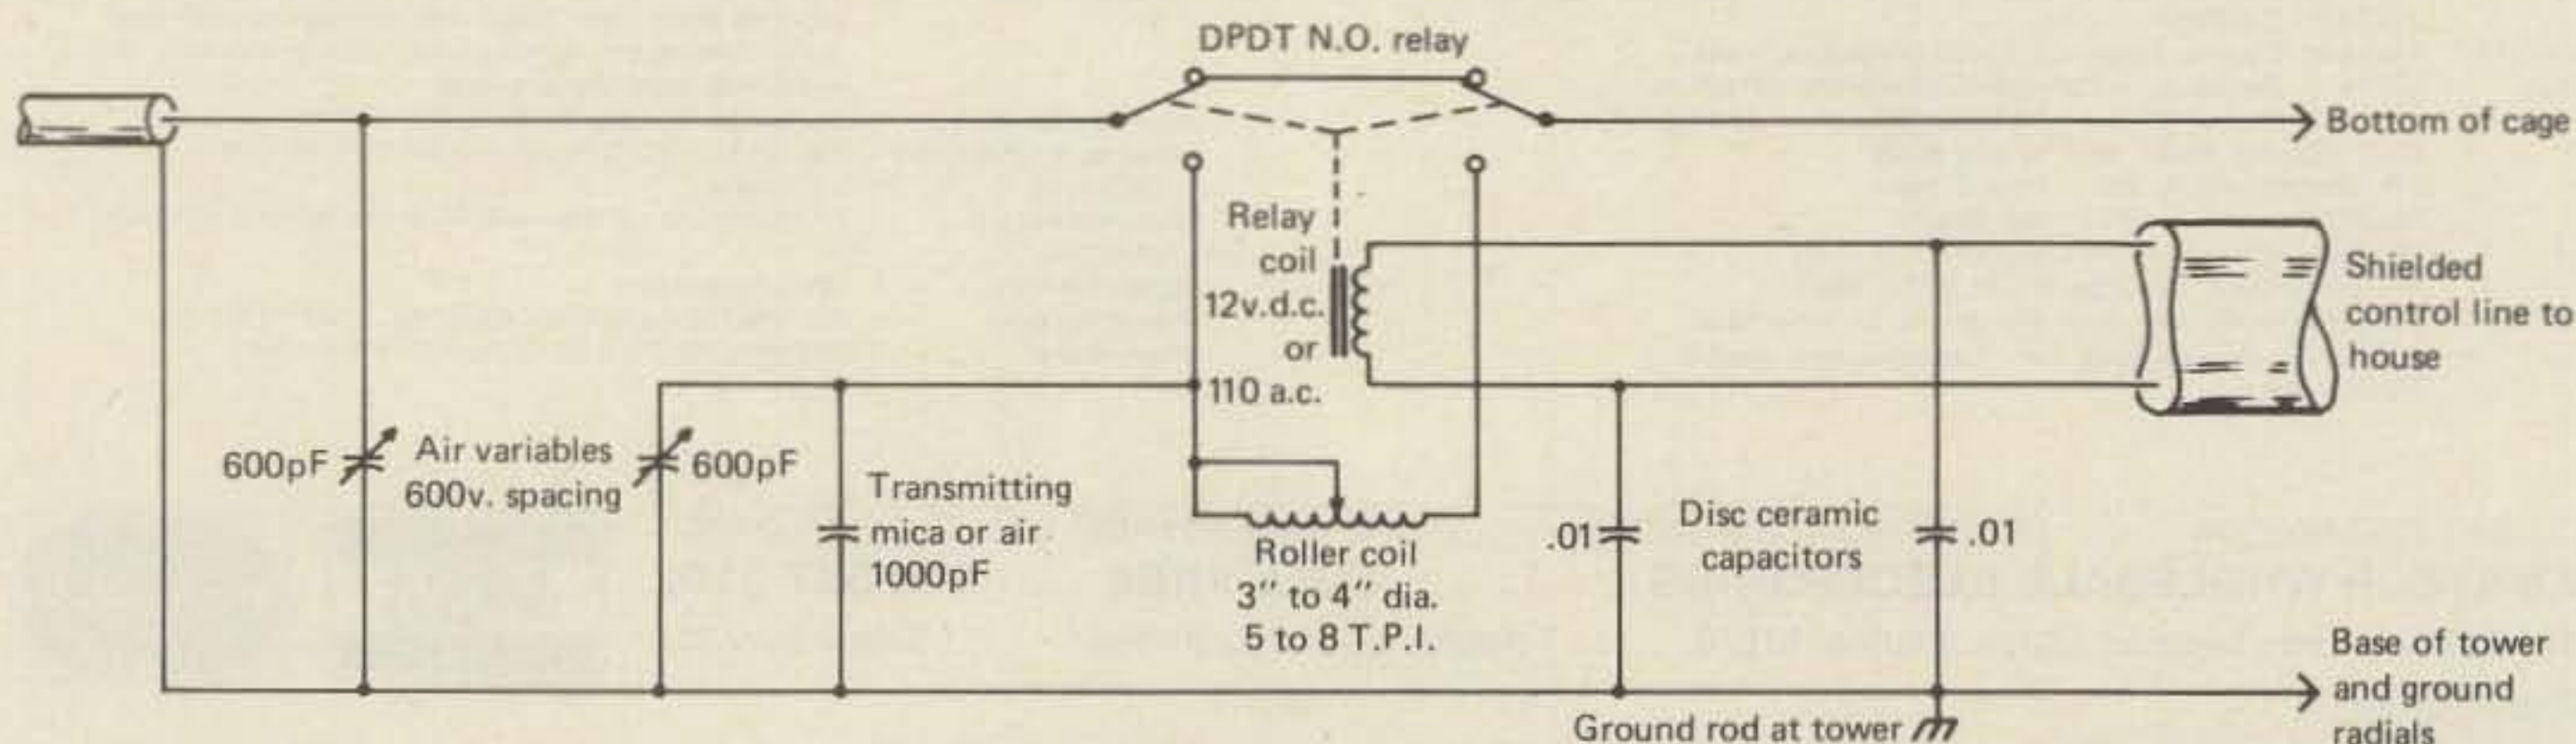 DPDT N.O. relay
Bottom of cage
Relay
coil
12v.d.c.
or
110 a.c.
Shielded
control line to
house
600pF
Air variables
600v. spacing
600pF
Transmitting
mica or air
1000pF
Roller coil
3" to 4" dia.
5 to 8 T.P.I.
.01
Disc ceramic
capacitors
.01
Ground rod at tower
Base of tower
and ground
radials